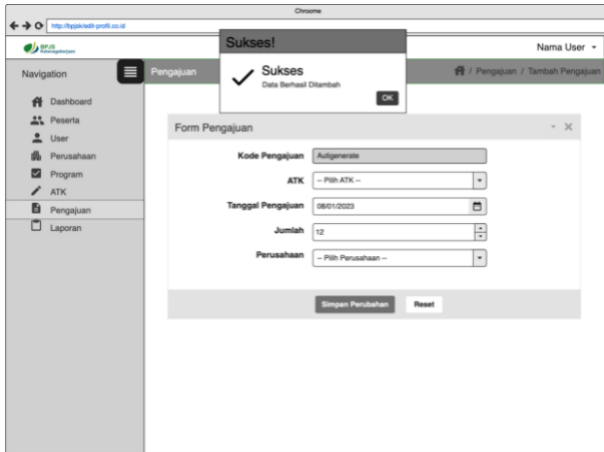 Chroome
http://bpjsk/edit-profil.co.id
BPJS
Ketenagakerjaan
Nama User
Sukses!
Sukses
Data Berhasil Ditambah
OK
Navigation
Pengajuan
/ Pengajuan / Tambah Pengajuan
Dashboard
Peserta
User
Perusahaan
Program
ATK
Pengajuan
Laporan
Form Pengajuan
Kode Pengajuan
Autigenerate
ATK
-- Pilih ATK --
Tanggal Pengajuan
08/01/2023
Jumlah
12
Perusahaan
-- Pilih Perusahaan --
Simpan Perubahan
Reset